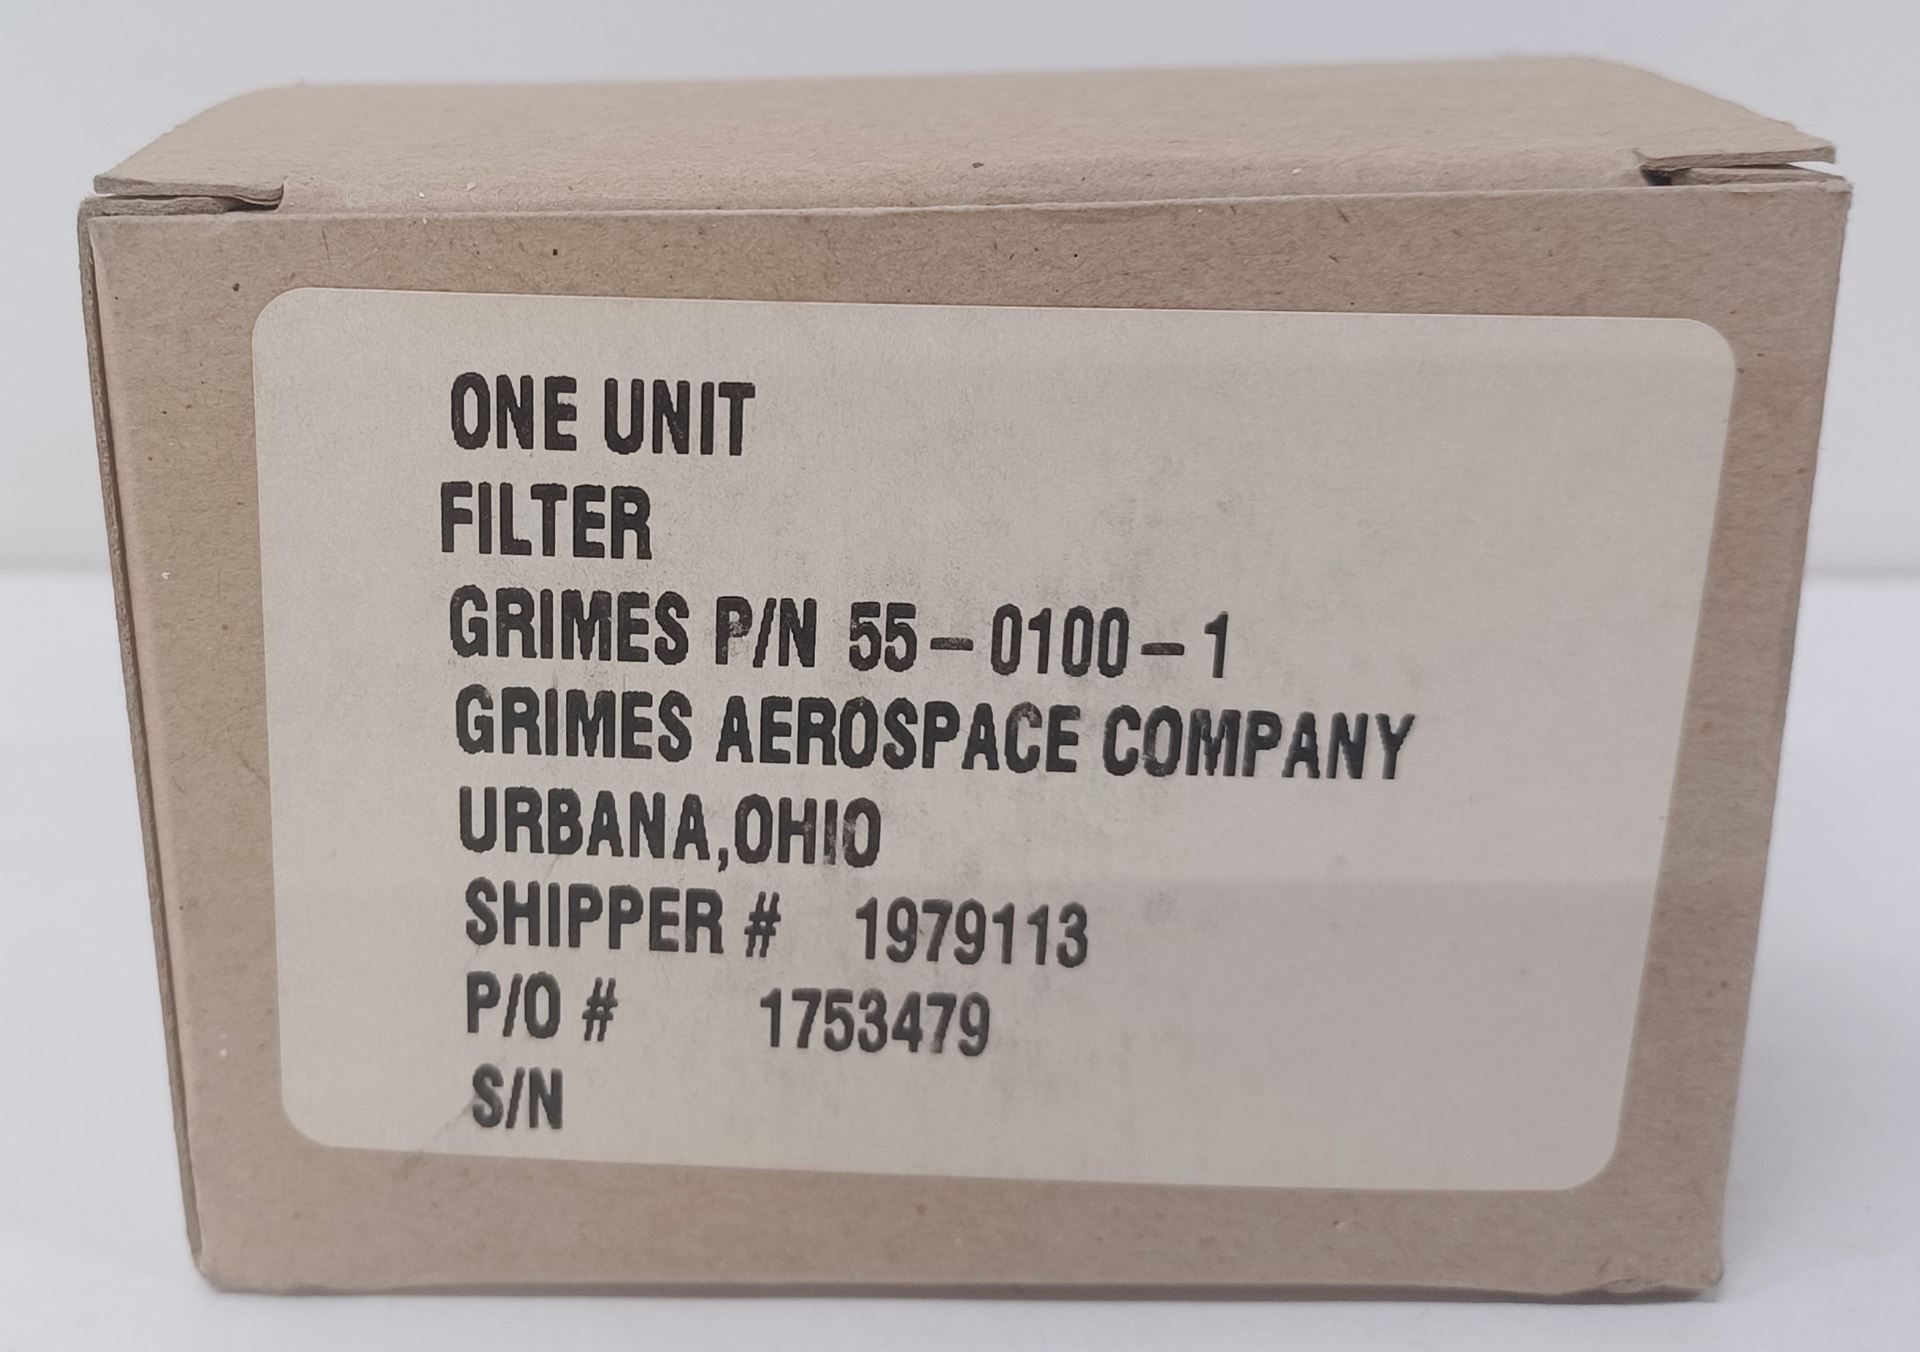 ONE UNIT
FILTER
GRIMES P/N 55-0100-1
GRIMES AEROSPACE COMPANY
URBANA,OHIO
SHIPPER # 1979113
P/O # 1753479
S/N